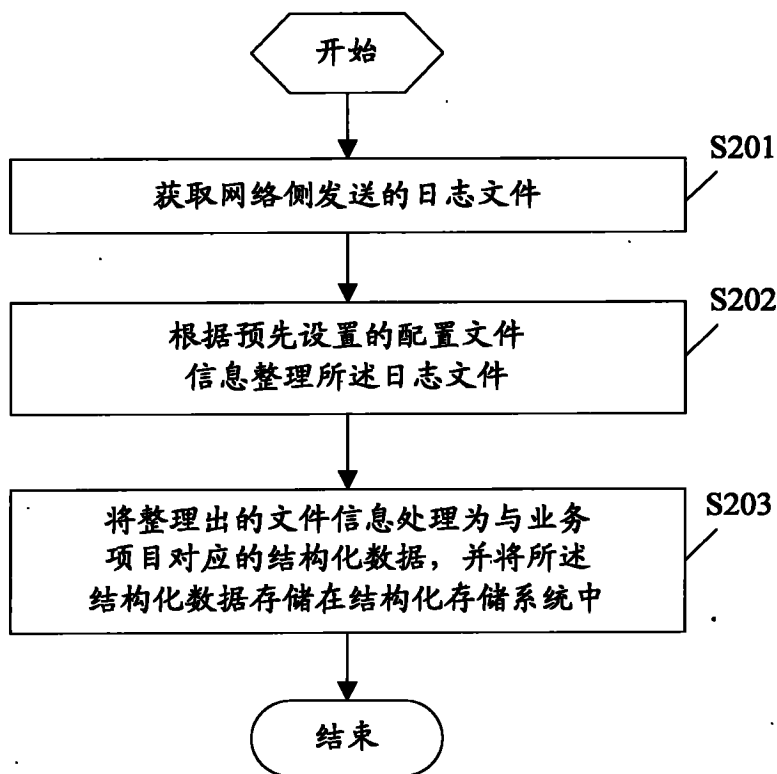 开始
S201
获取网络侧发送的日志文件
S202
根据预先设置的配置文件
信息整理所述日志文件
S203
将整理出的文件信息处理为与业务
项目对应的结构化数据，并将所述
结构化数据存储在结构化存储系统中
结束